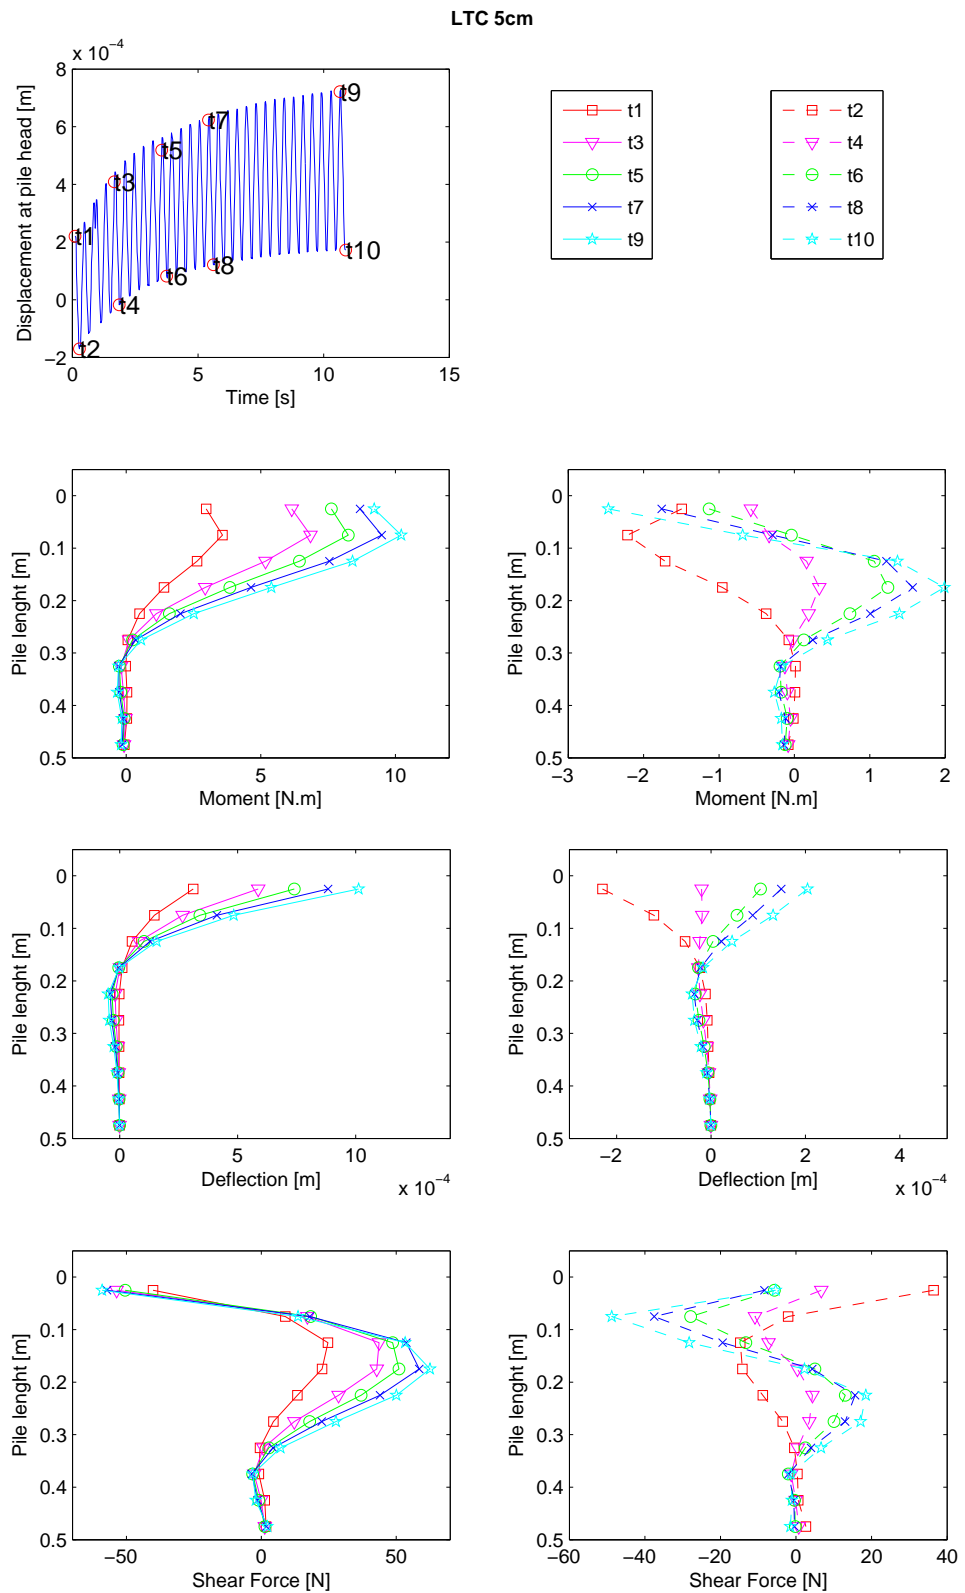 LTC 5cm
x 10−4
8
6
4
2
0
−2
0 5 10 15
Displacement at pile head [m]
Time [s]
t1
t2
t3
t4
t5
t6
t7
t8
t9
t10
t1
t3
t5
t7
t9
t2
t4
t6
t8
t10
0
0.1
0.2
0.3
0.4
0.5
0 5 10
Pile lenght [m]
Moment [N.m]
0
0.1
0.2
0.3
0.4
0.5
−3 −2 −1 0 1 2
Pile lenght [m]
Moment [N.m]
0
0.1
0.2
0.3
0.4
0.5
0 5 10
Pile lenght [m]
Deflection [m]
x 10−4
0
0.1
0.2
0.3
0.4
0.5
−2 0 2 4
Pile lenght [m]
Deflection [m]
x 10−4
0
0.1
0.2
0.3
0.4
0.5
−50 0 50
Pile lenght [m]
Shear Force [N]
0
0.1
0.2
0.3
0.4
0.5
−60 −40 −20 0 20 40
Pile lenght [m]
Shear Force [N]